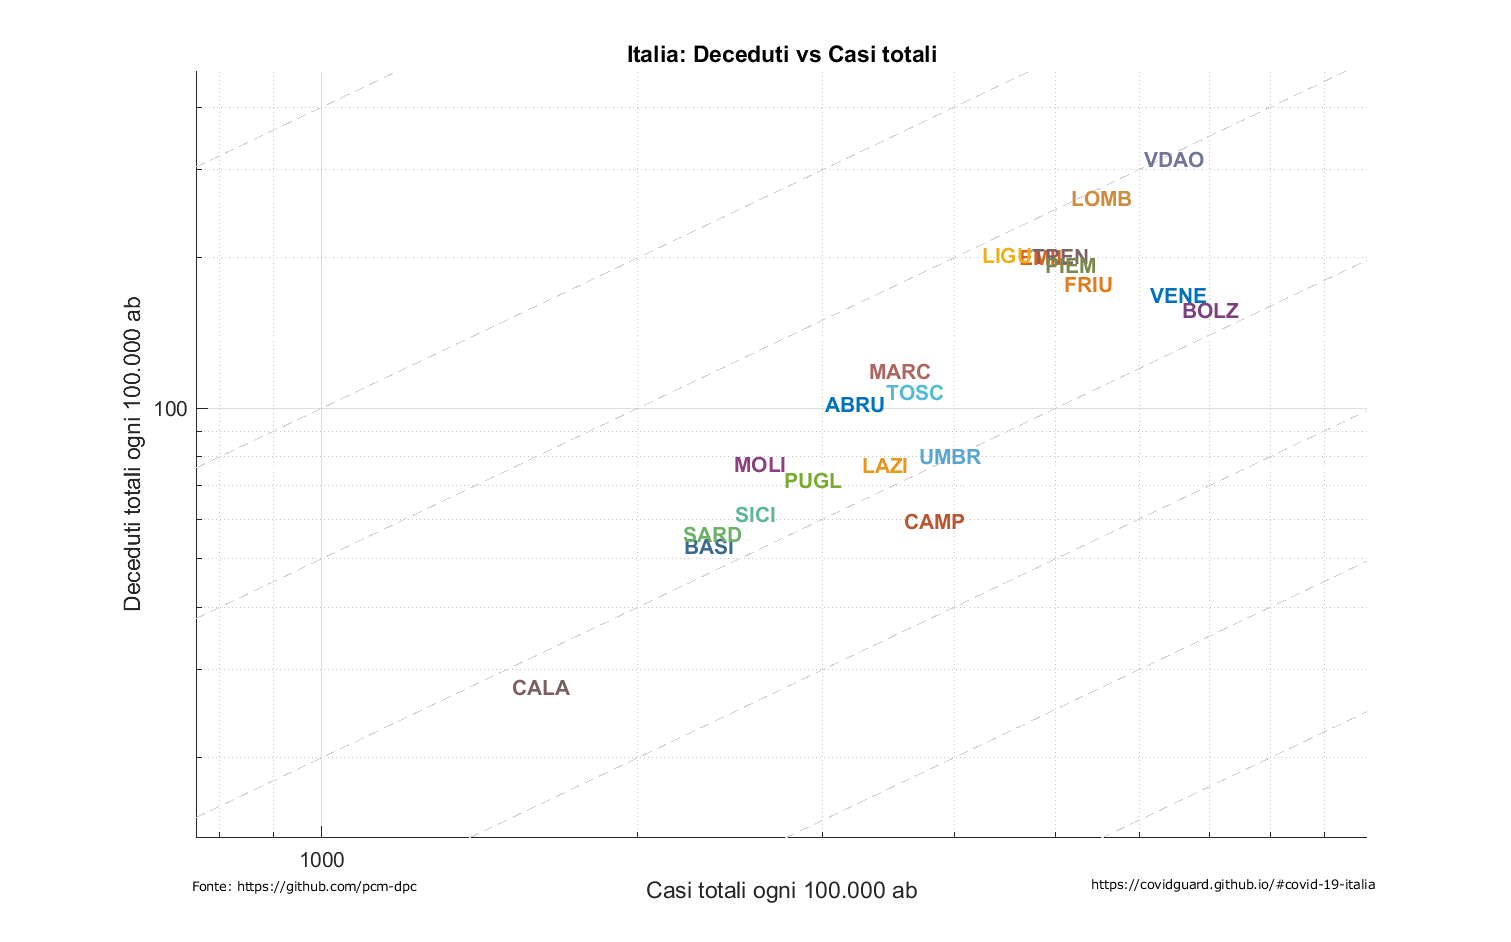 Italia: Deceduti vs Casi totali
VDAO
LOMB
LIGU
EMIL
TREN
PIEM
FRIU
VENE
BOLZ
MARC
TOSC
ABRU
UMBR
MOLI
LAZI
PUGL
SICI
CAMP
SARD
BASI
CALA
Deceduti totali ogni 100.000 ab
100
1000
Casi totali ogni 100.000 ab
Fonte: https://github.com/pcm-dpc
https://covidguard.github.io/#covid-19-italia